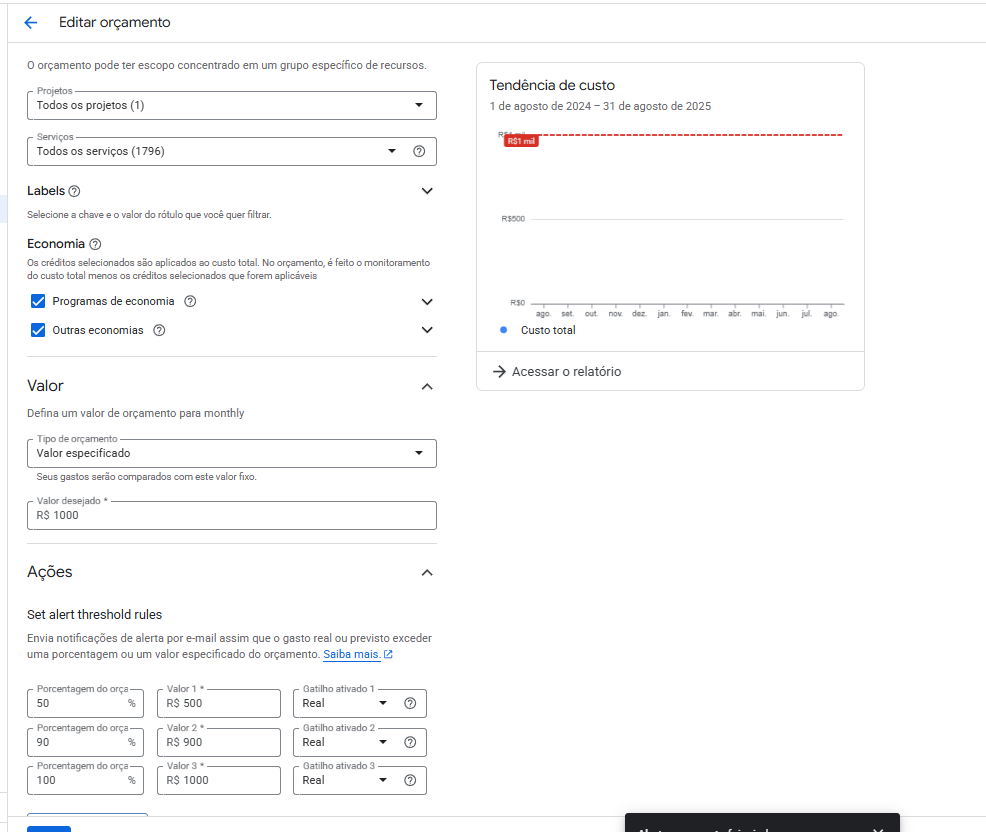 Editar orçamento
O orçamento pode ter escopo concentrado em um grupo específico de recursos.
Projetos
Todos os projetos (1)
Serviços
Todos os serviços (1796)
Labels
Selecione a chave e o valor do rótulo que você quer filtrar.
Economia
Os créditos selecionados são aplicados ao custo total. No orçamento, é feito o monitoramento
do custo total menos os créditos selecionados que forem aplicáveis
Programas de economia
Outras economias
Valor
Defina um valor de orçamento para monthly
Tipo de orçamento
Valor especificado
Seus gastos serão comparados com este valor fixo.
Valor desejado *
R$ 1000
Ações
Set alert threshold rules
Envia notificações de alerta por e-mail assim que o gasto real ou previsto exceder
uma porcentagem ou um valor especificado do orçamento. Saiba mais.
Porcentagem do orça Valor 1 * Gatilho ativado 1
50 % R$ 500 Real
Porcentagem do orça Valor 2 * Gatilho ativado 2
90 % R$ 900 Real
Porcentagem do orça Valor 3 * Gatilho ativado 3
100 % R$ 1000 Real
Tendência de custo
1 de agosto de 2024 – 31 de agosto de 2025
R$1 mil
R$500
R$0
ago. set. out. nov. dez. jan. fev. mar. abr. mai. jun. jul. ago.
Custo total
Acessar o relatório